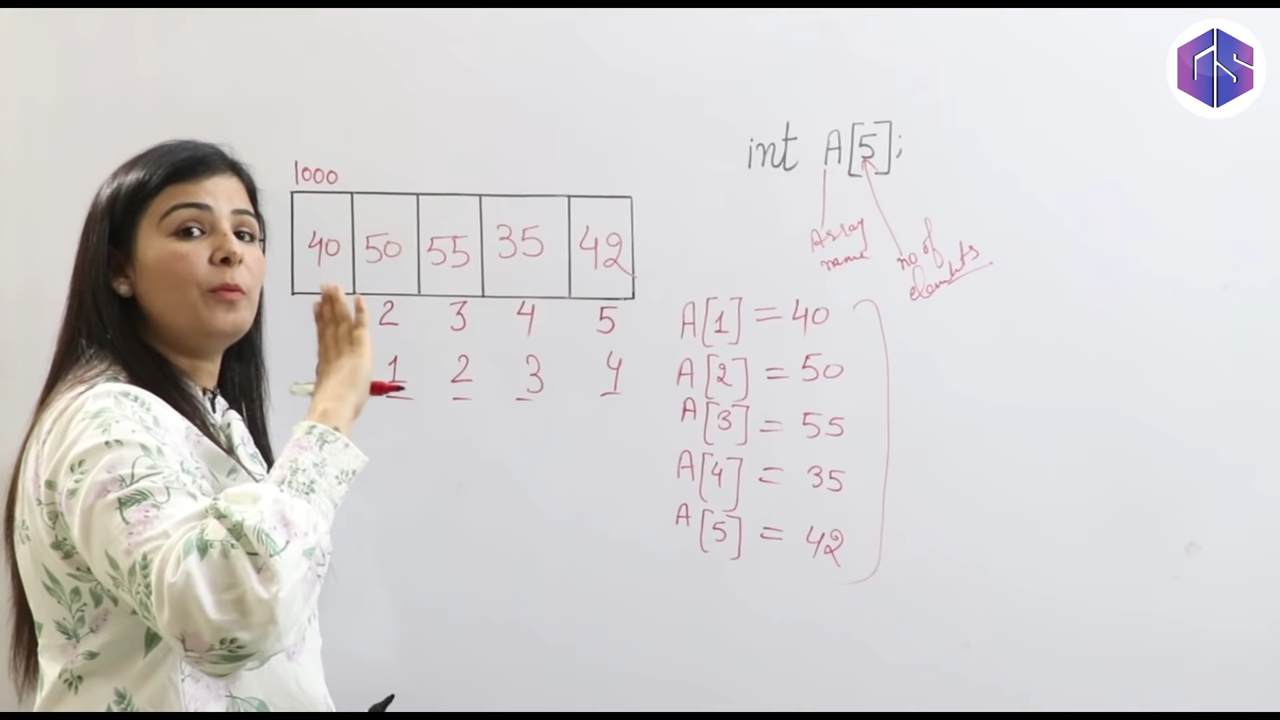 int A[5];
1000
40 50 55 35 42
2 3 4 5
1 2 3 4
Array
name
no of
elements
A[1] = 40
A[2] = 50
A[3] = 55
A[4] = 35
A[5] = 42